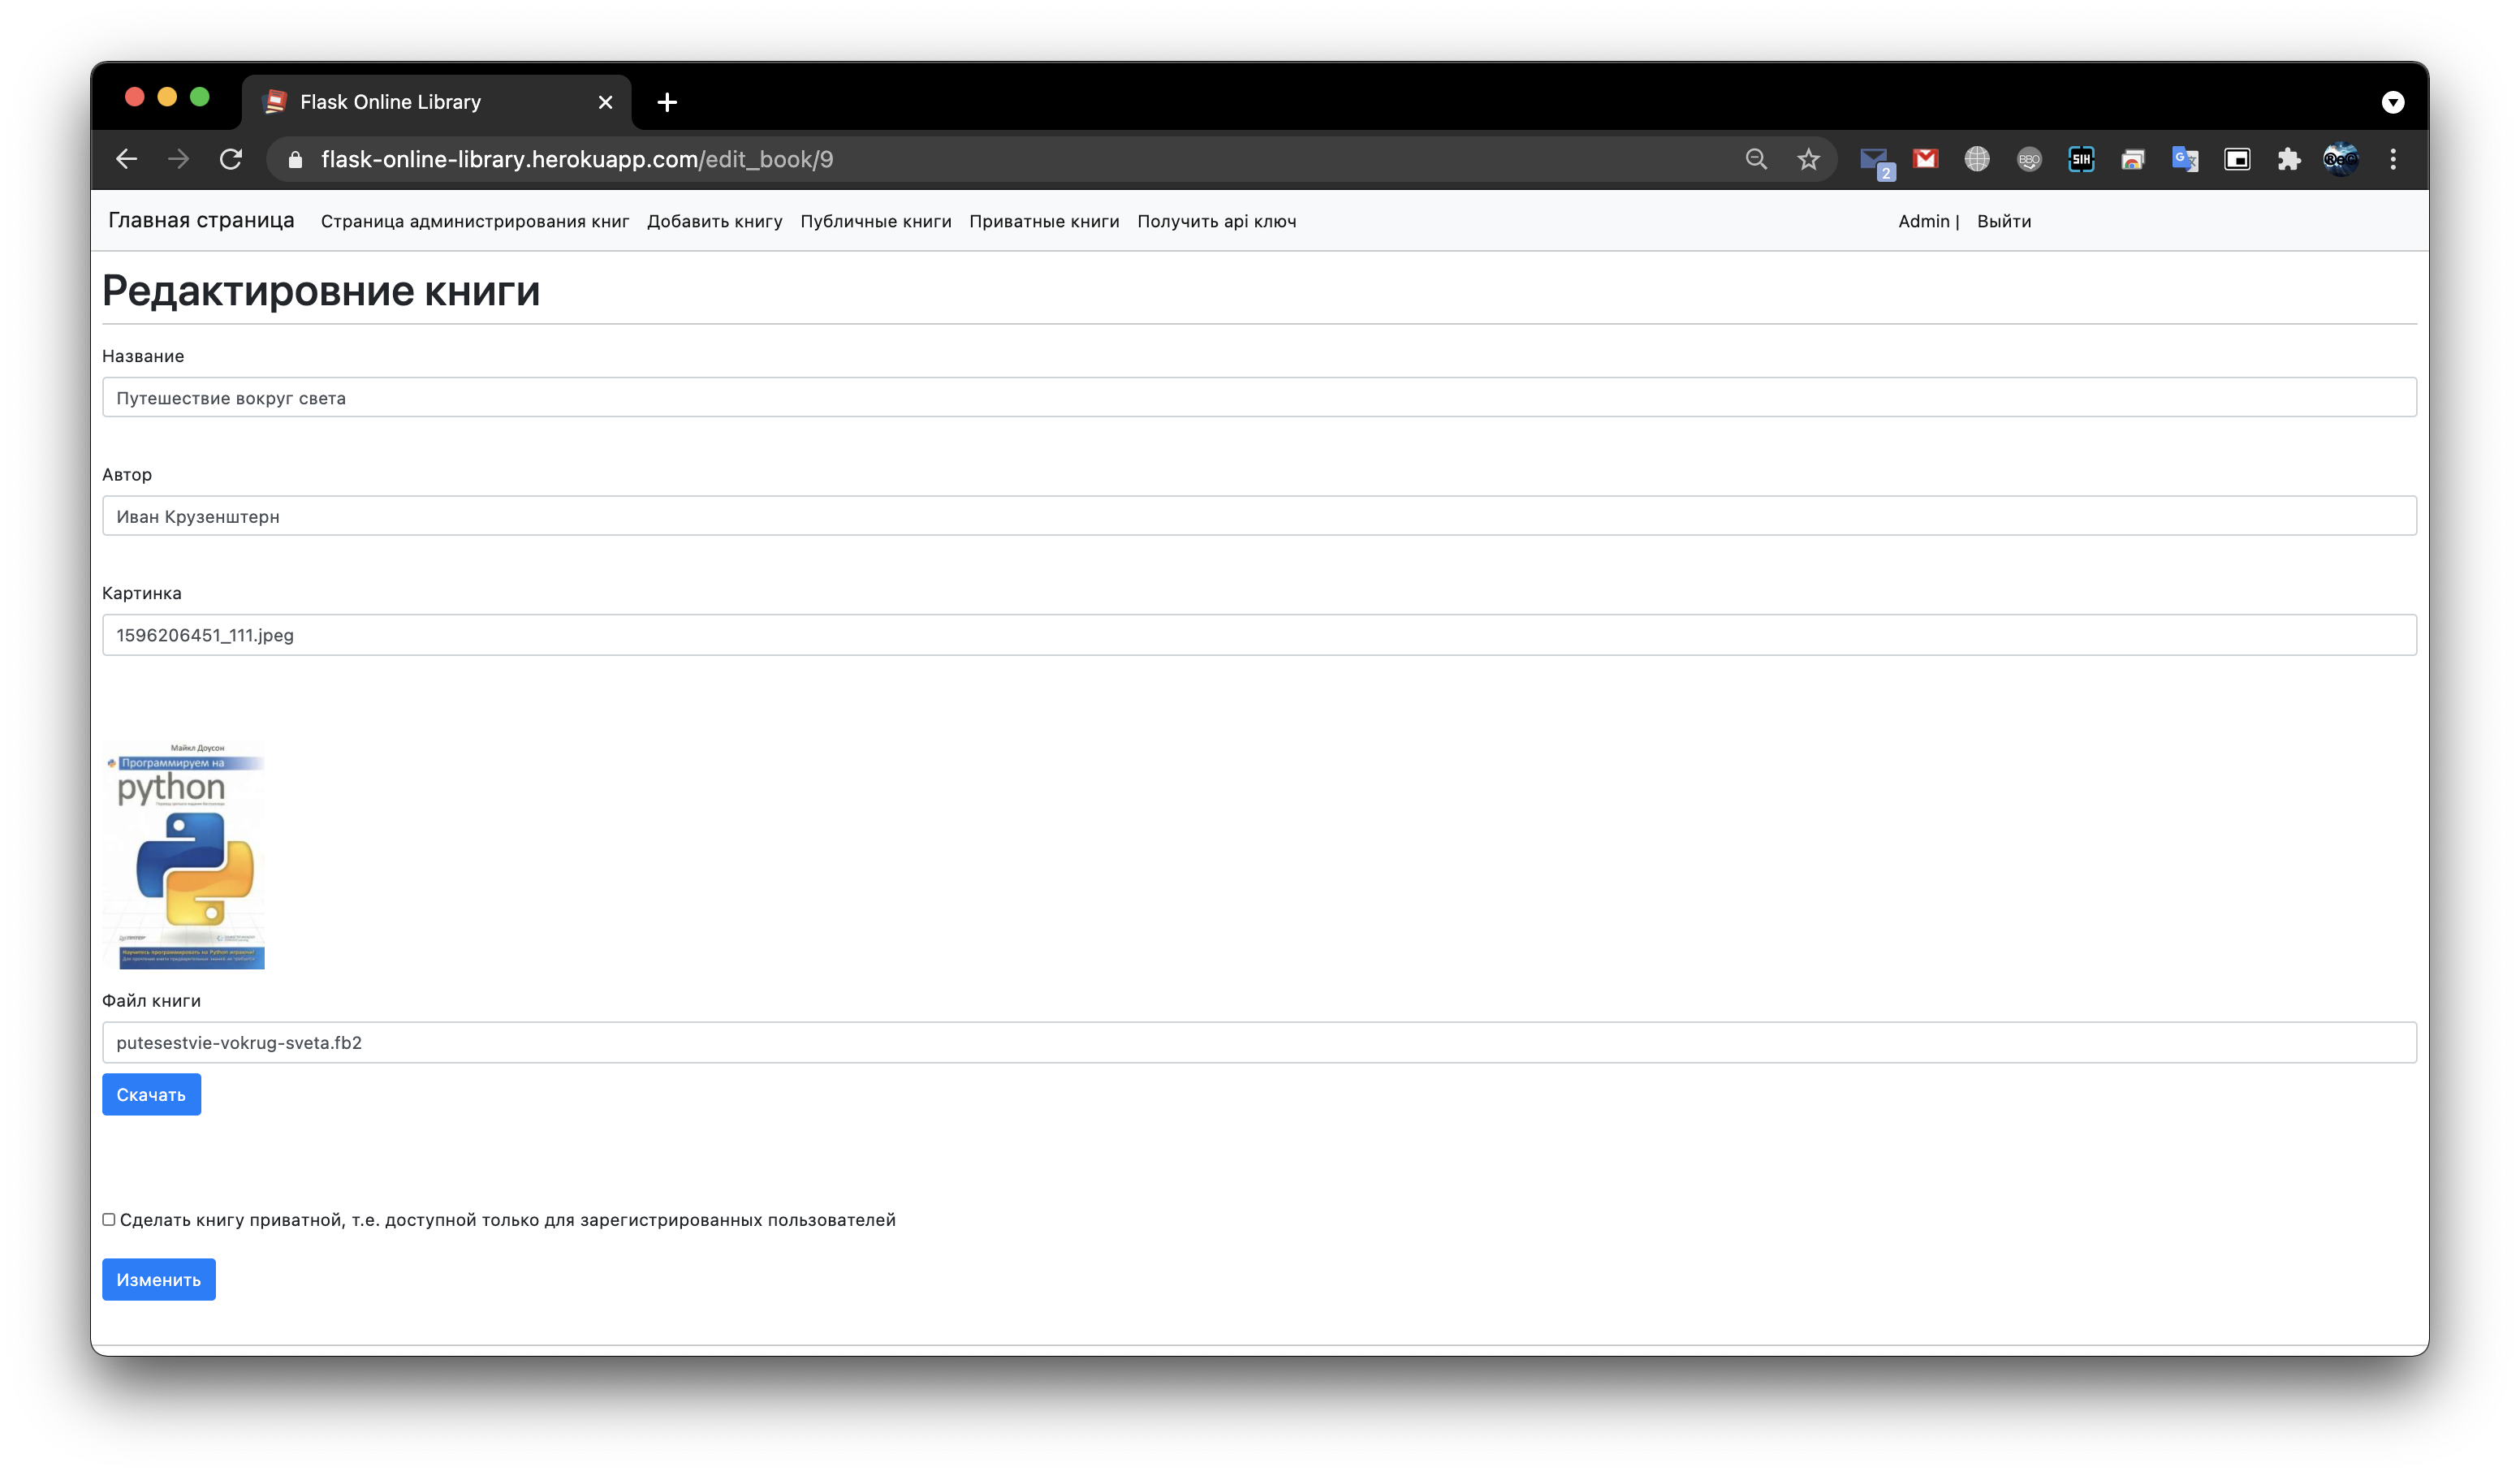 Flask Online Library
flask-online-library.herokuapp.com/edit_book/9
2
BBO
SIH
G
Главная страница Страница администрирования книг Добавить книгу Публичные книги Приватные книги Получить api ключ Admin | Выйти
Редактировние книги
Название
Путешествие вокруг света
Автор
Иван Крузенштерн
Картинка
1596206451_111.jpeg
Майкл Доусон
Программируем на
python
Файл книги
putesestvie-vokrug-sveta.fb2
Скачать
Сделать книгу приватной, т.е. доступной только для зарегистрированных пользователей
Изменить